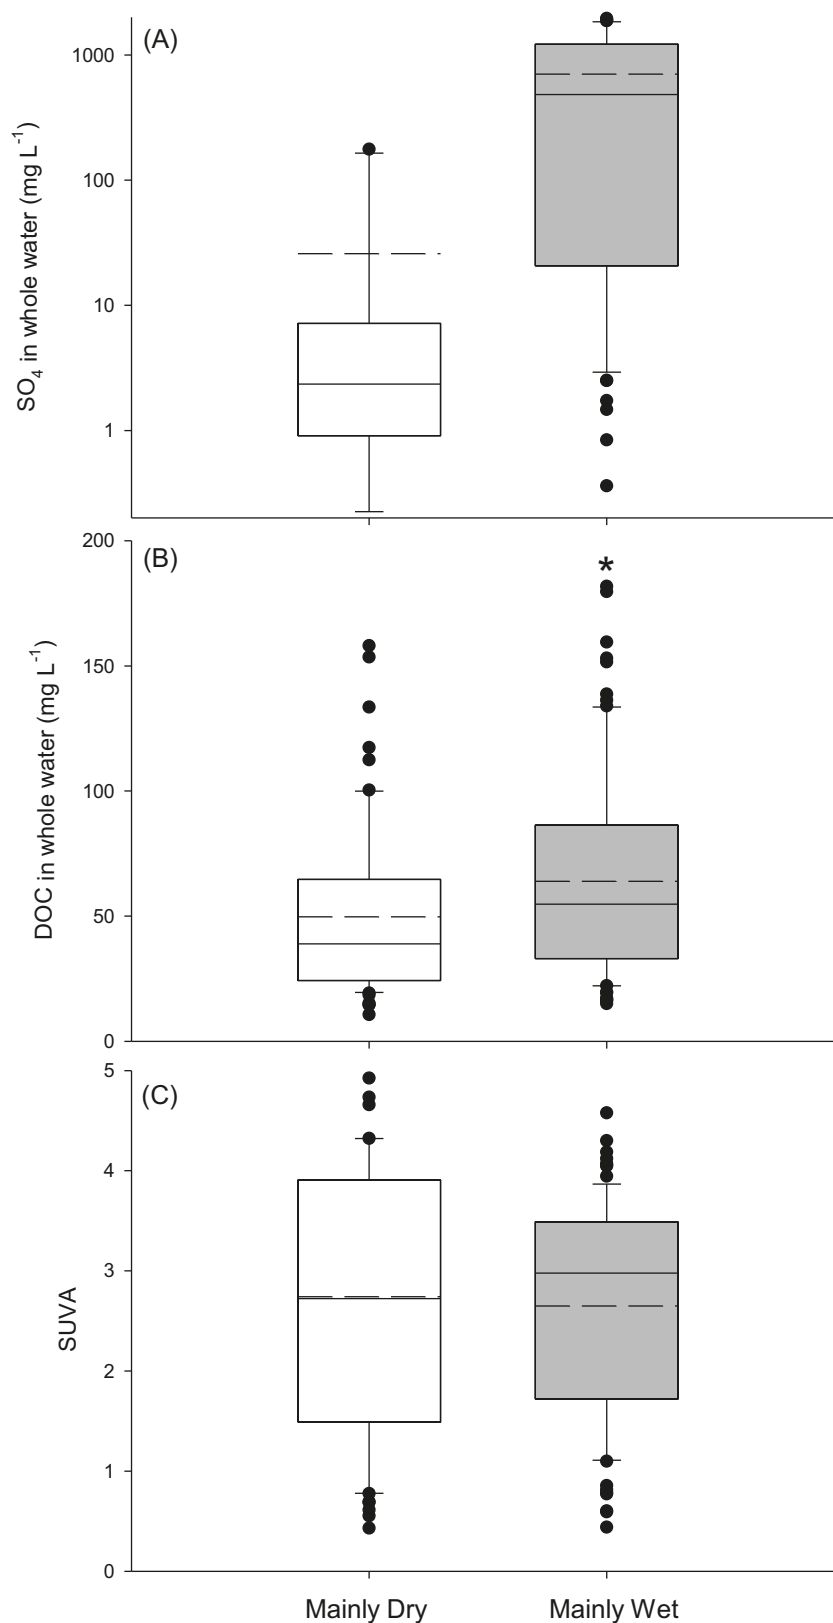 (A)
SO₄ in whole water (mg L⁻¹)
1000
100
10
1
(B)
*
DOC in whole water (mg L⁻¹)
200
150
100
50
0
(C)
SUVA
5
4
3
2
1
0
Mainly Dry Mainly Wet